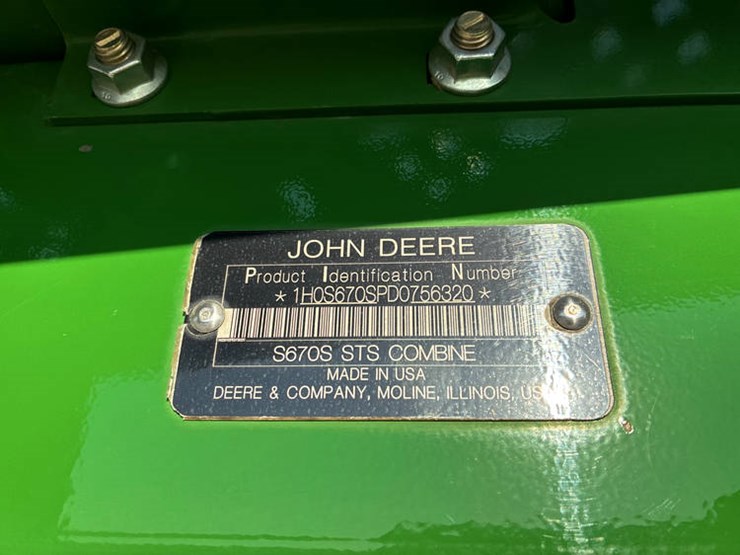 JOHN DEERE
Product Identification Number
*1H0S670SPD0756320*
S670S STS COMBINE
MADE IN USA
DEERE & COMPANY, MOLINE, ILLINOIS,